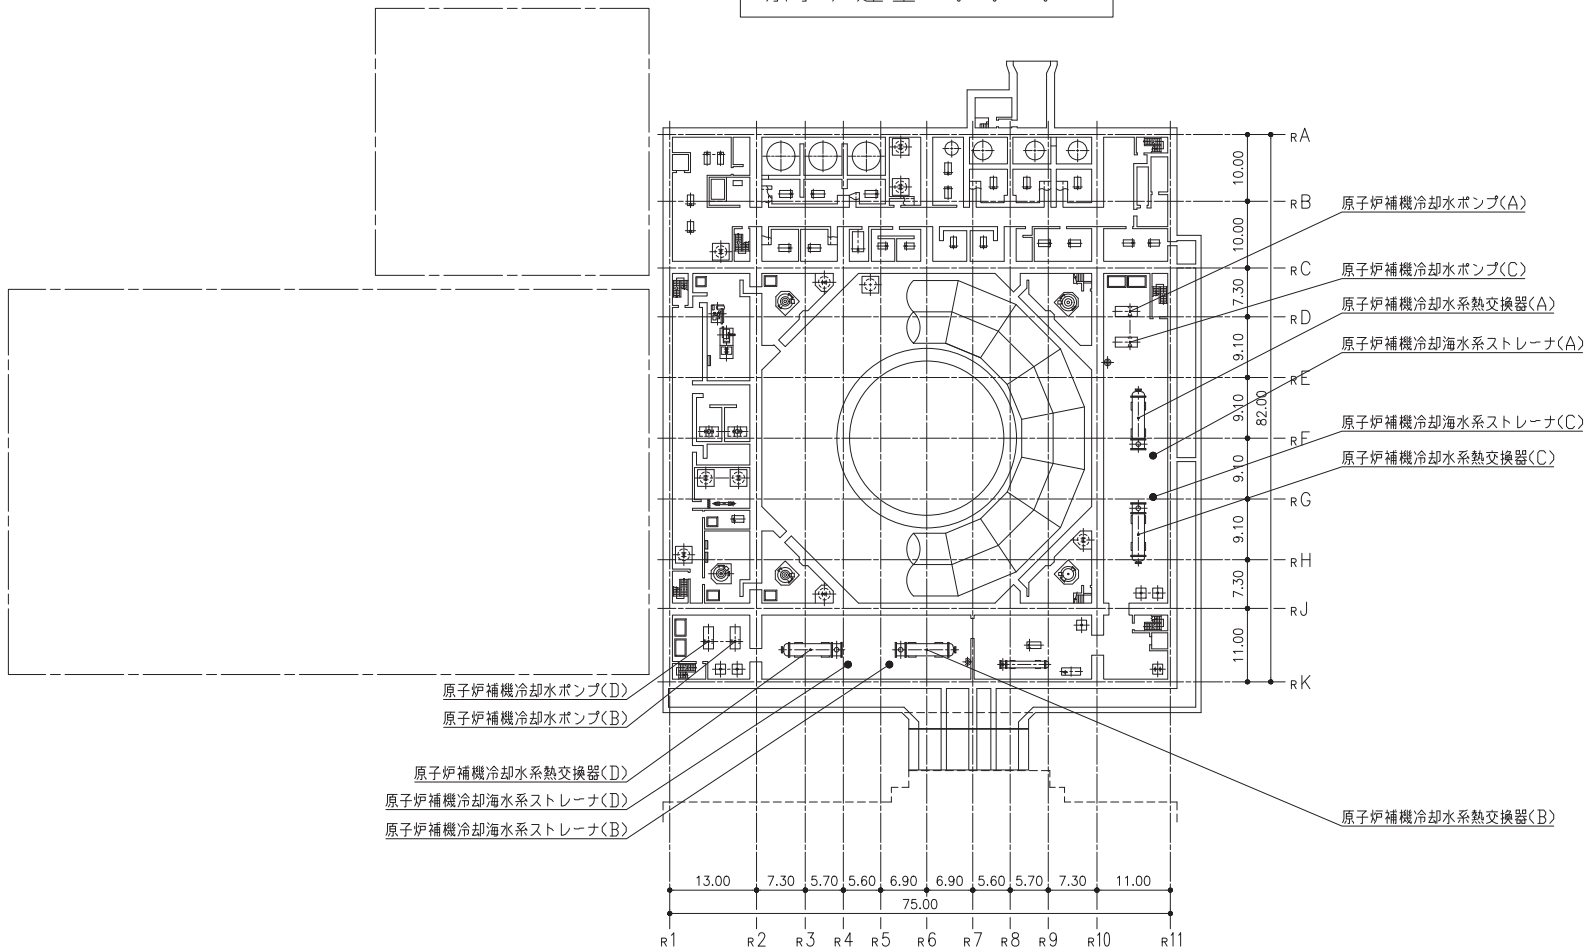 RA
10.00
RB
原子炉補機冷却水ポンプ(A)
10.00
RC
原子炉補機冷却水ポンプ(C)
7.30
原子炉補機冷却水系熱交換器(A)
RD
原子炉補機冷却海水系ストレーナ(A)
9.10
RE
9.10
82.00
原子炉補機冷却海水系ストレーナ(C)
RF
原子炉補機冷却水系熱交換器(C)
9.10
RG
9.10
RH
7.30
RJ
11.00
RK
原子炉補機冷却水ポンプ(D)
原子炉補機冷却水ポンプ(B)
原子炉補機冷却水系熱交換器(D)
原子炉補機冷却海水系ストレーナ(D)
原子炉補機冷却水系熱交換器(B)
原子炉補機冷却海水系ストレーナ(B)
13.00 7.30 5.70 5.60 6.90 6.90 5.60 5.70 7.30 11.00
75.00
R1 R2 R3 R4 R5 R6 R7 R8 R9 R10 R11